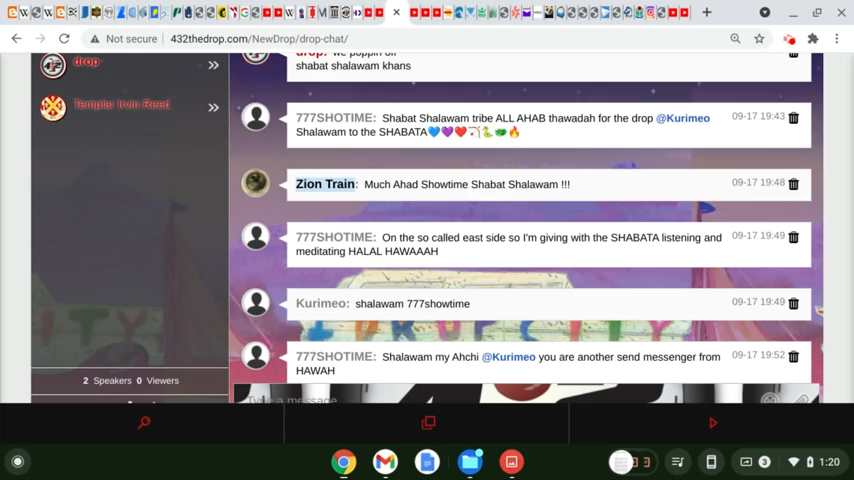 Not secure
432thedrop.com/NewDrop/drop-chat/
drop
Templar Irvin Reed
2 Speakers 0 Viewers
drop: we poppin off
shabat shalawam khans
777SHOTIME: Shabat Shalawam tribe ALL AHAB thawadah for the drop @Kurimeo 09-17 19:43
Shalawam to the SHABATA💙💜❤️🏹🐍🐲🔥
Zion Train: Much Ahad Showtime Shabat Shalawam !!! 09-17 19:48
777SHOTIME: On the so called east side so I'm giving with the SHABATA listening and 09-17 19:49
meditating HALAL HAWAAAH
Kurimeo: shalawam 777showtime 09-17 19:49
777SHOTIME: Shalawam my Ahchi @Kurimeo you are another send messenger from 09-17 19:52
HAWAH
Type a message
3
1:20